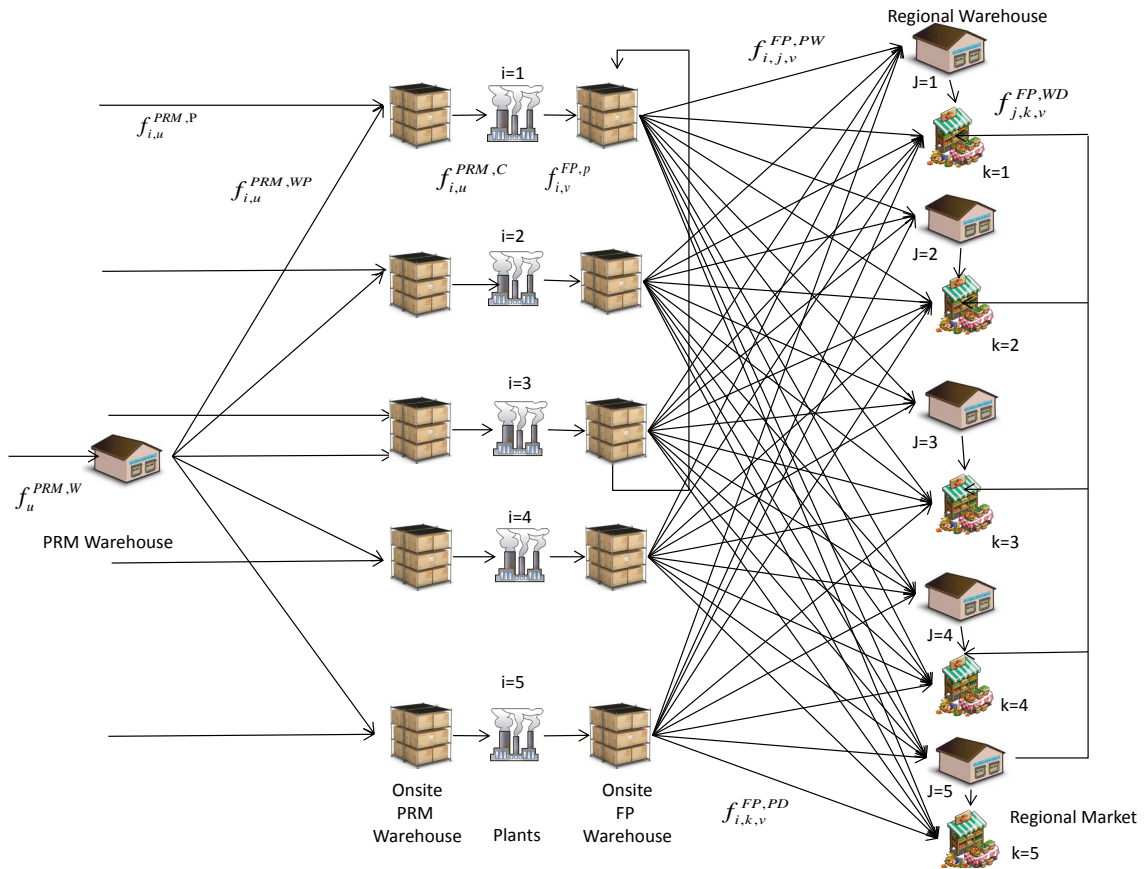 Regional Warehouse
f_{i,j,v}^{FP,PW}
i=1
J=1
f_{j,k,v}^{FP,WD}
f_{i,u}^{PRM,P}
f_{i,u}^{PRM,C}
f_{i,v}^{FP,p}
k=1
f_{i,u}^{PRM,WP}
i=2
J=2
k=2
i=3
J=3
f_u^{PRM,W}
i=4
k=3
PRM Warehouse
J=4
i=5
k=4
Onsite
PRM
Warehouse
Plants
Onsite
FP
Warehouse
f_{i,k,v}^{FP,PD}
J=5
Regional Market
k=5